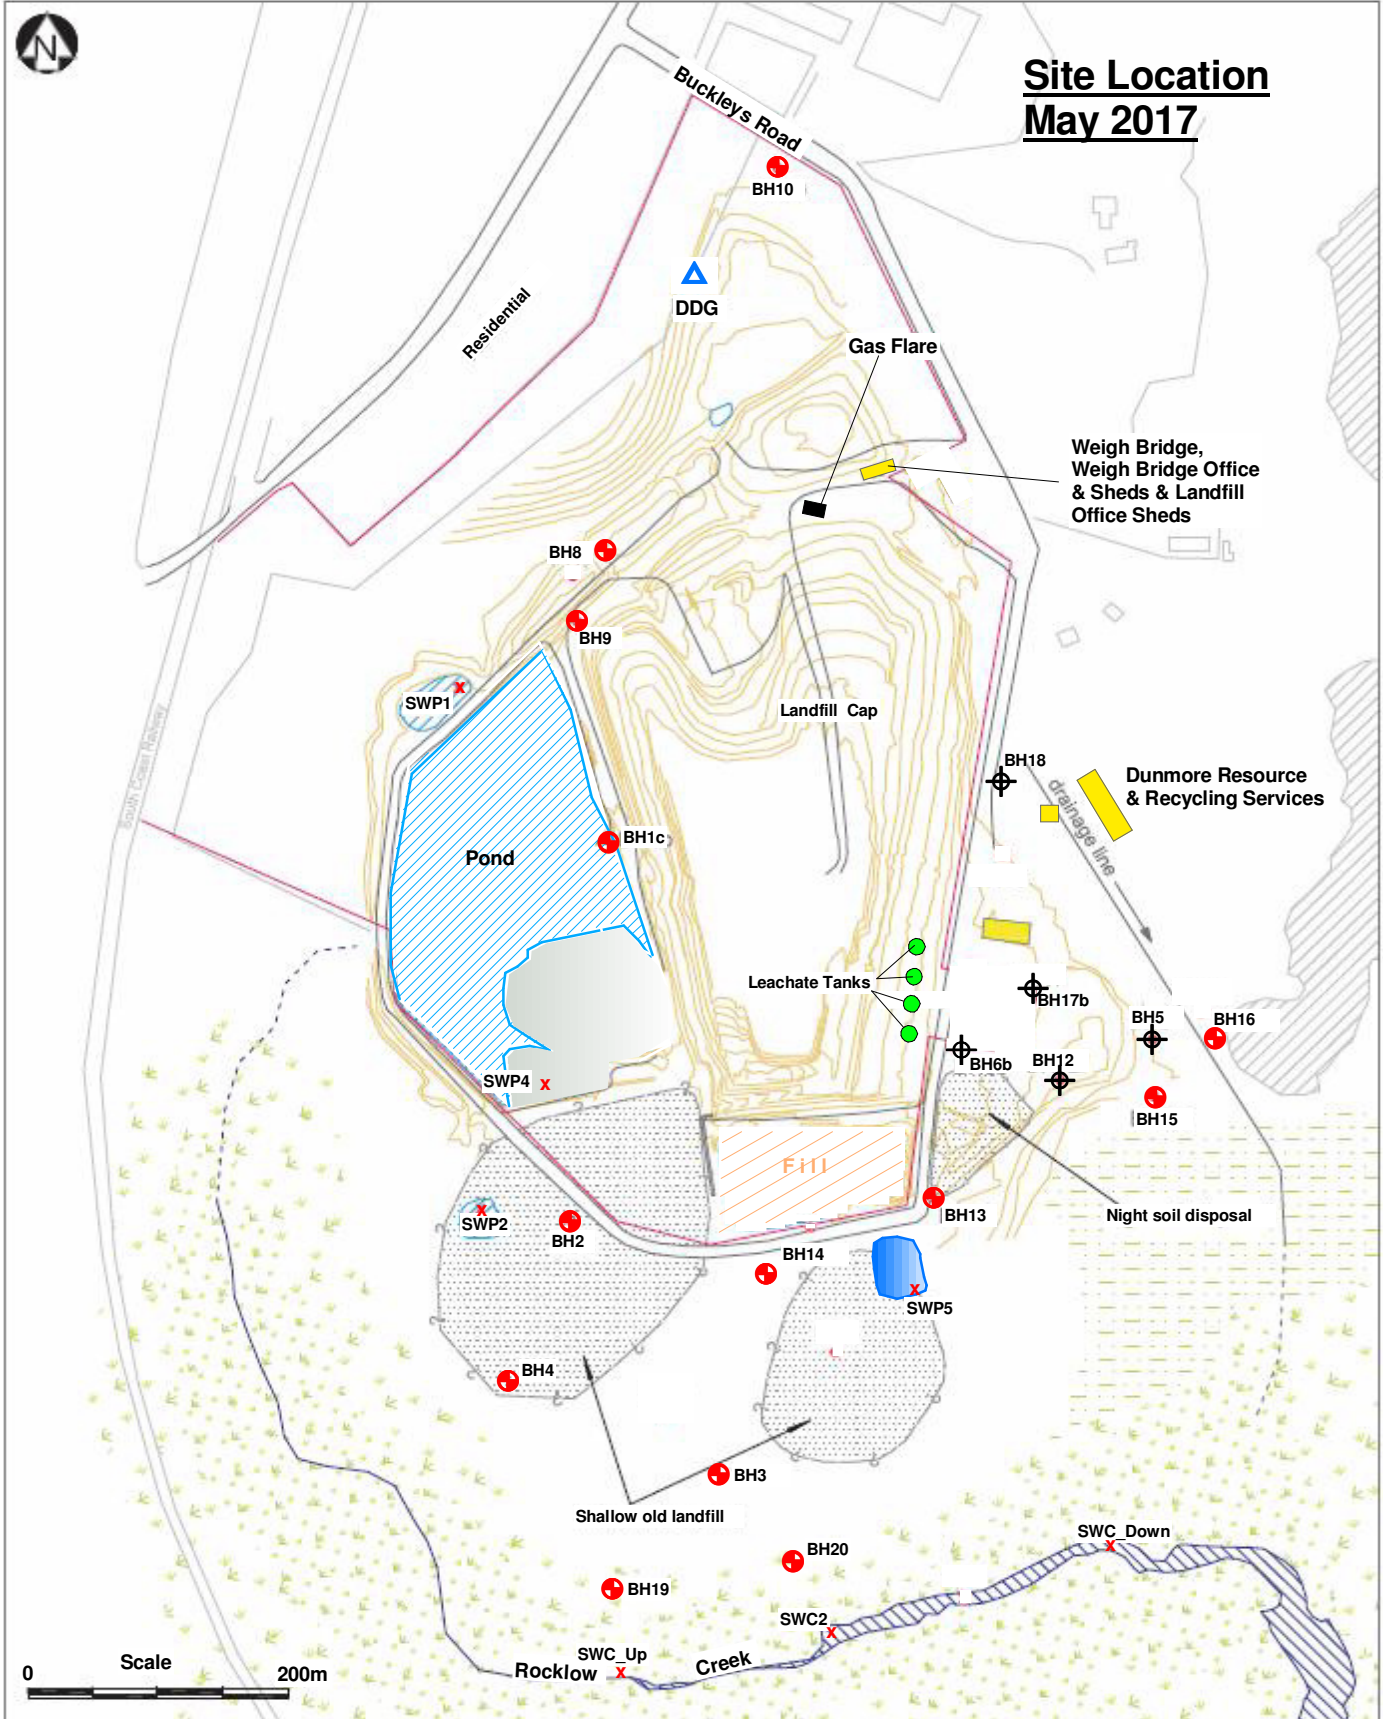 N
Site Location
May 2017
Buckleys Road
BH10
DDG
Residential
Gas Flare
Weigh Bridge,
Weigh Bridge Office
& Sheds & Landfill
Office Sheds
BH8
BH9
SWP1
Landfill Cap
BH18
Dunmore Resource
& Recycling Services
drainage line
South Coast Railway
BH1c
Pond
Leachate Tanks
BH17b
BH5
BH16
BH6b
BH12
SWP4
BH15
Fill
Night soil disposal
BH13
SWP2
BH2
BH14
SWP5
BH4
BH3
Shallow old landfill
SWC_Down
BH20
BH19
SWC2
SWC_Up
Rocklow Creek
0 Scale 200m